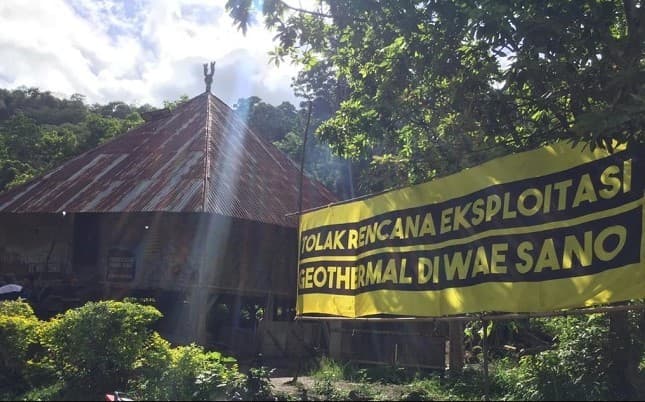 TOLAK RENCANA EKSPLOITASI
GEOTHERMAL DI WAE SANO